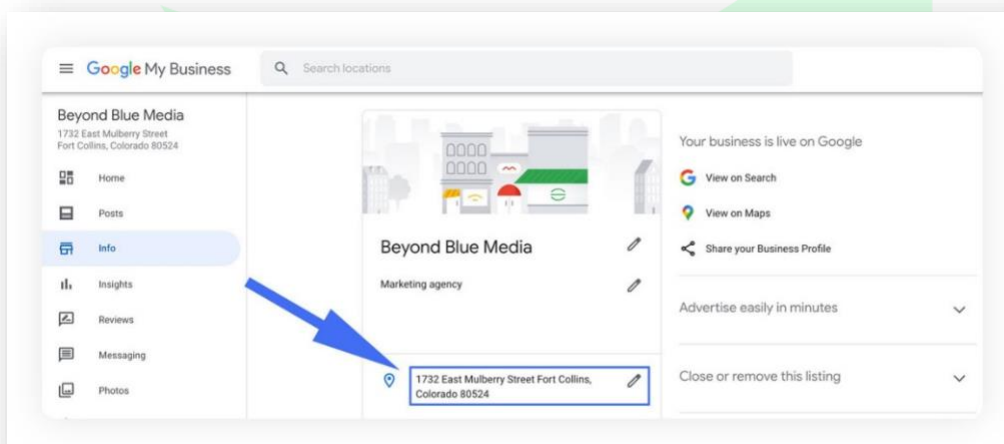 Google My Business
Search locations
Beyond Blue Media
1732 East Mulberry Street
Fort Collins, Colorado 80524
Home
Posts
Info
Insights
Reviews
Messaging
Photos
Beyond Blue Media
Marketing agency
1732 East Mulberry Street Fort Collins,
Colorado 80524
Your business is live on Google
View on Search
View on Maps
Share your Business Profile
Advertise easily in minutes
Close or remove this listing